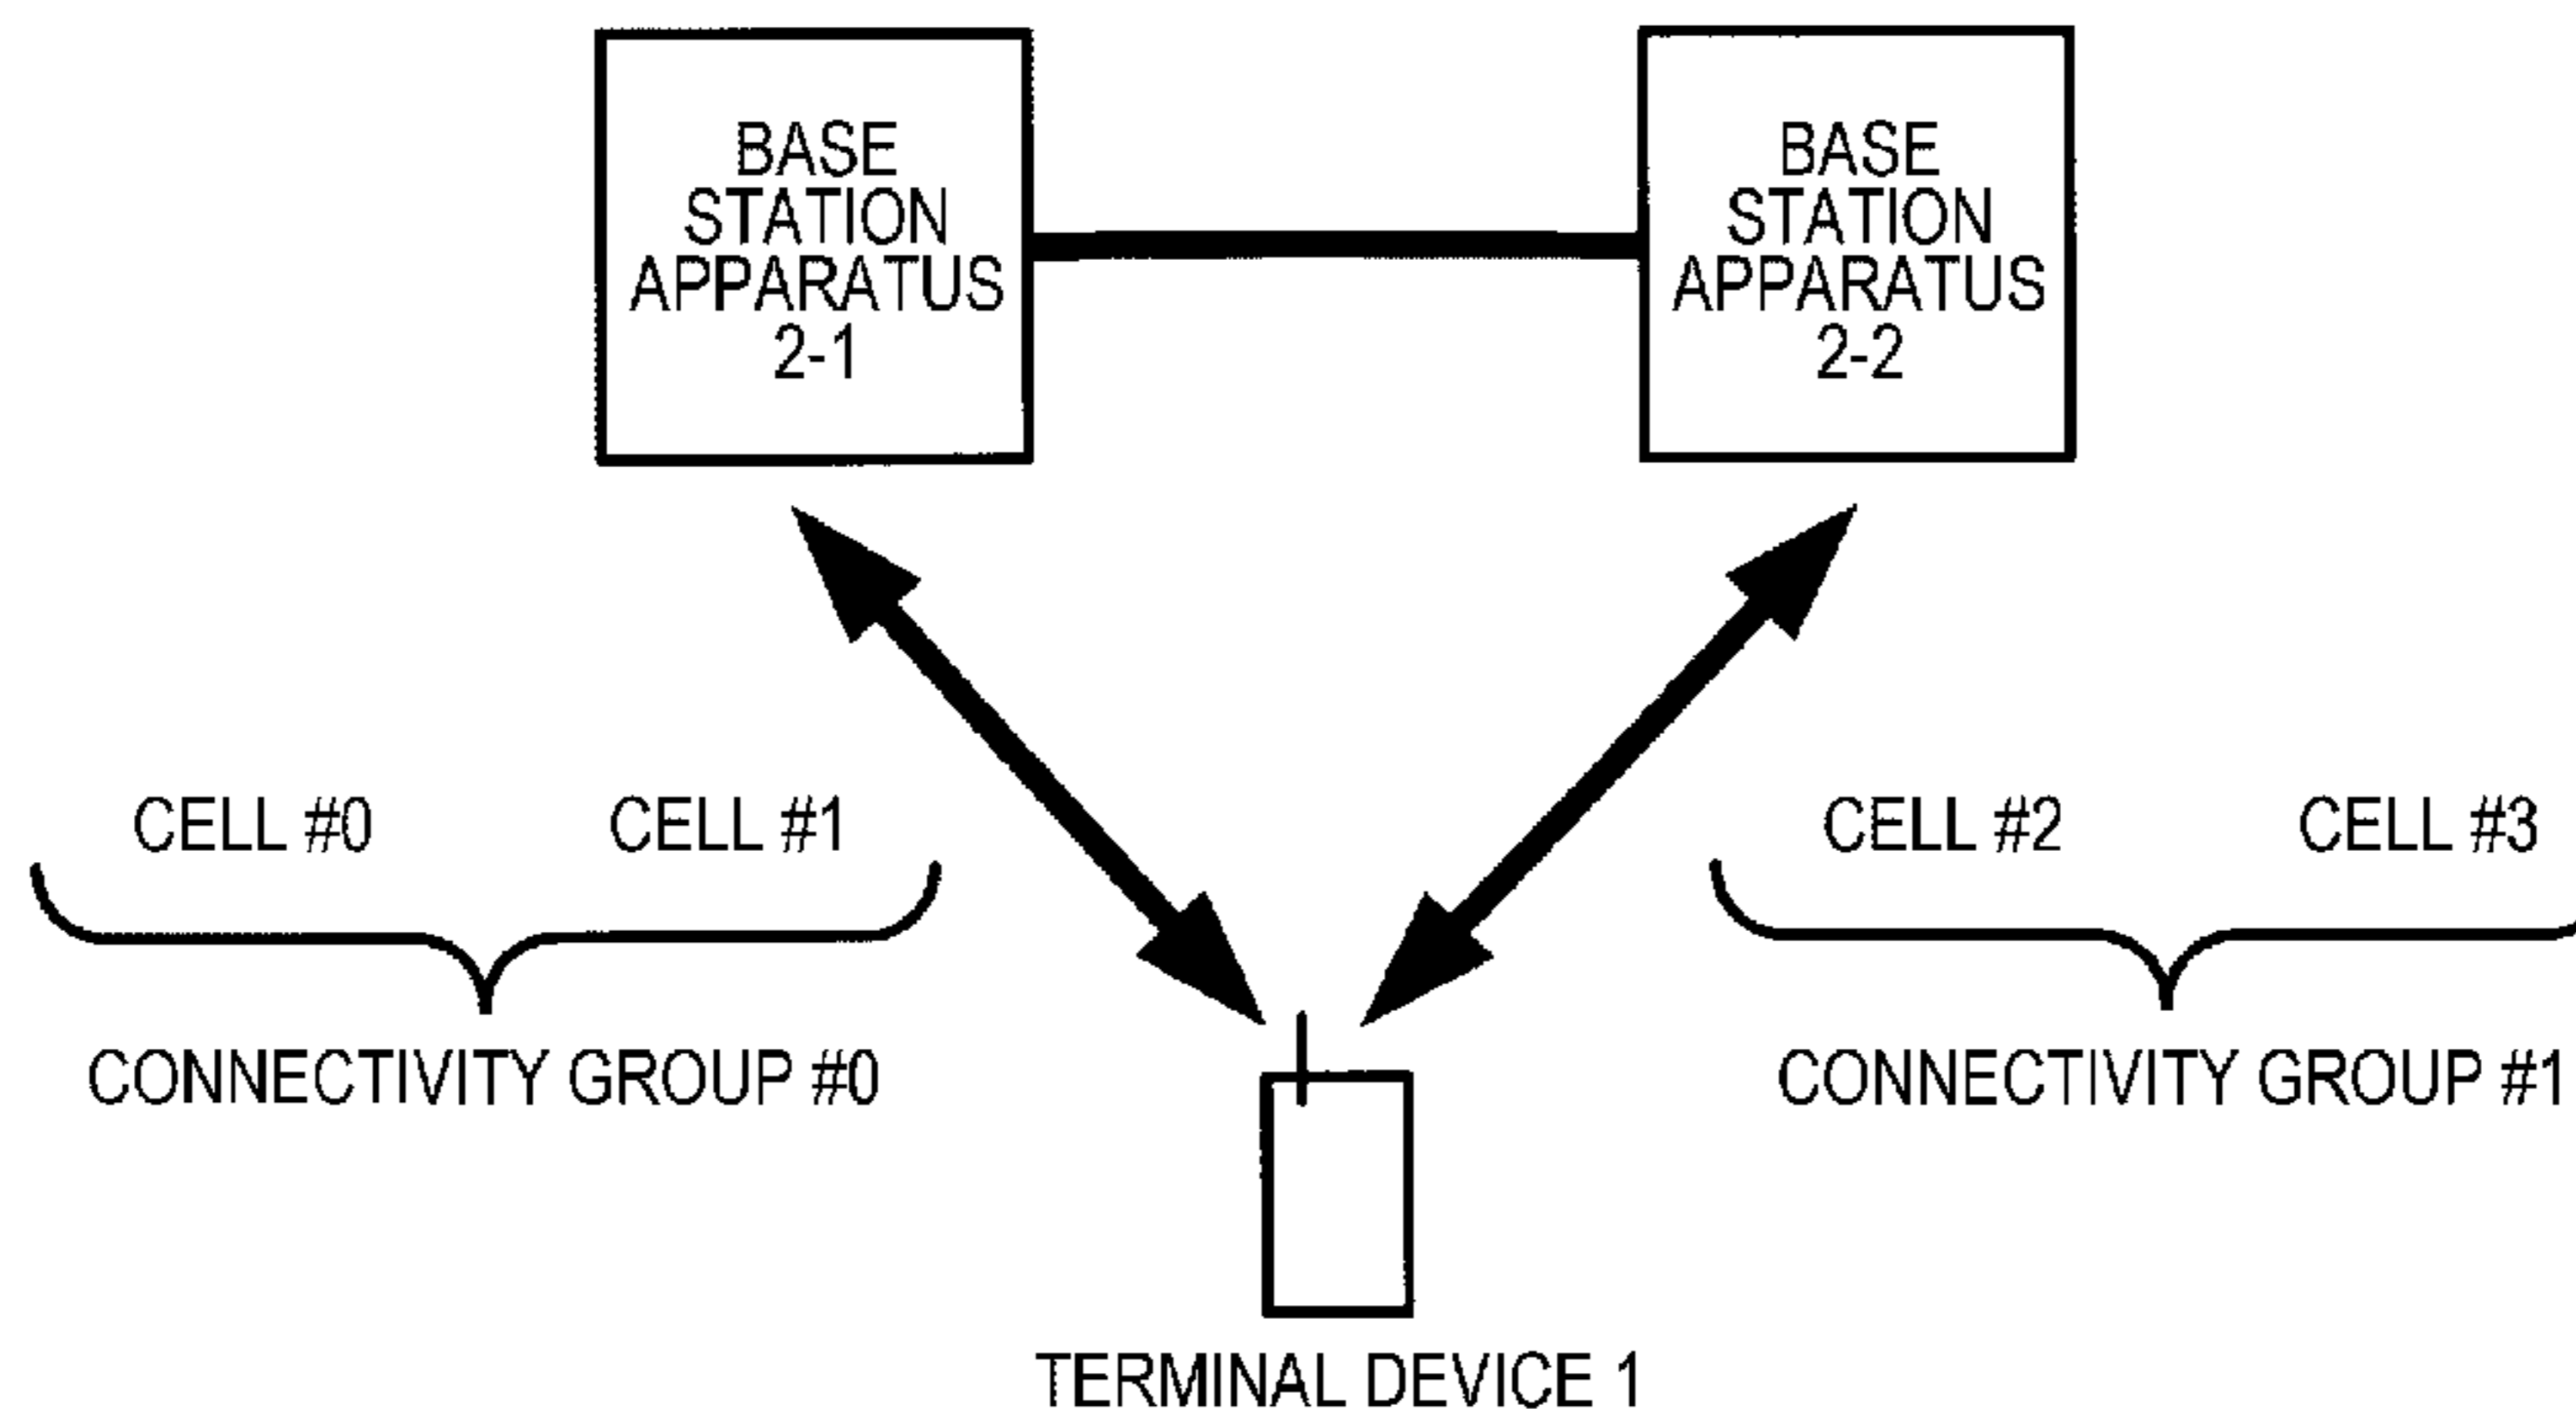 BASE
STATION
APPARATUS
2-1
BASE
STATION
APPARATUS
2-2
CELL #0
CELL #1
CELL #2
CELL #3
CONNECTIVITY GROUP #0
CONNECTIVITY GROUP #1
TERMINAL DEVICE 1